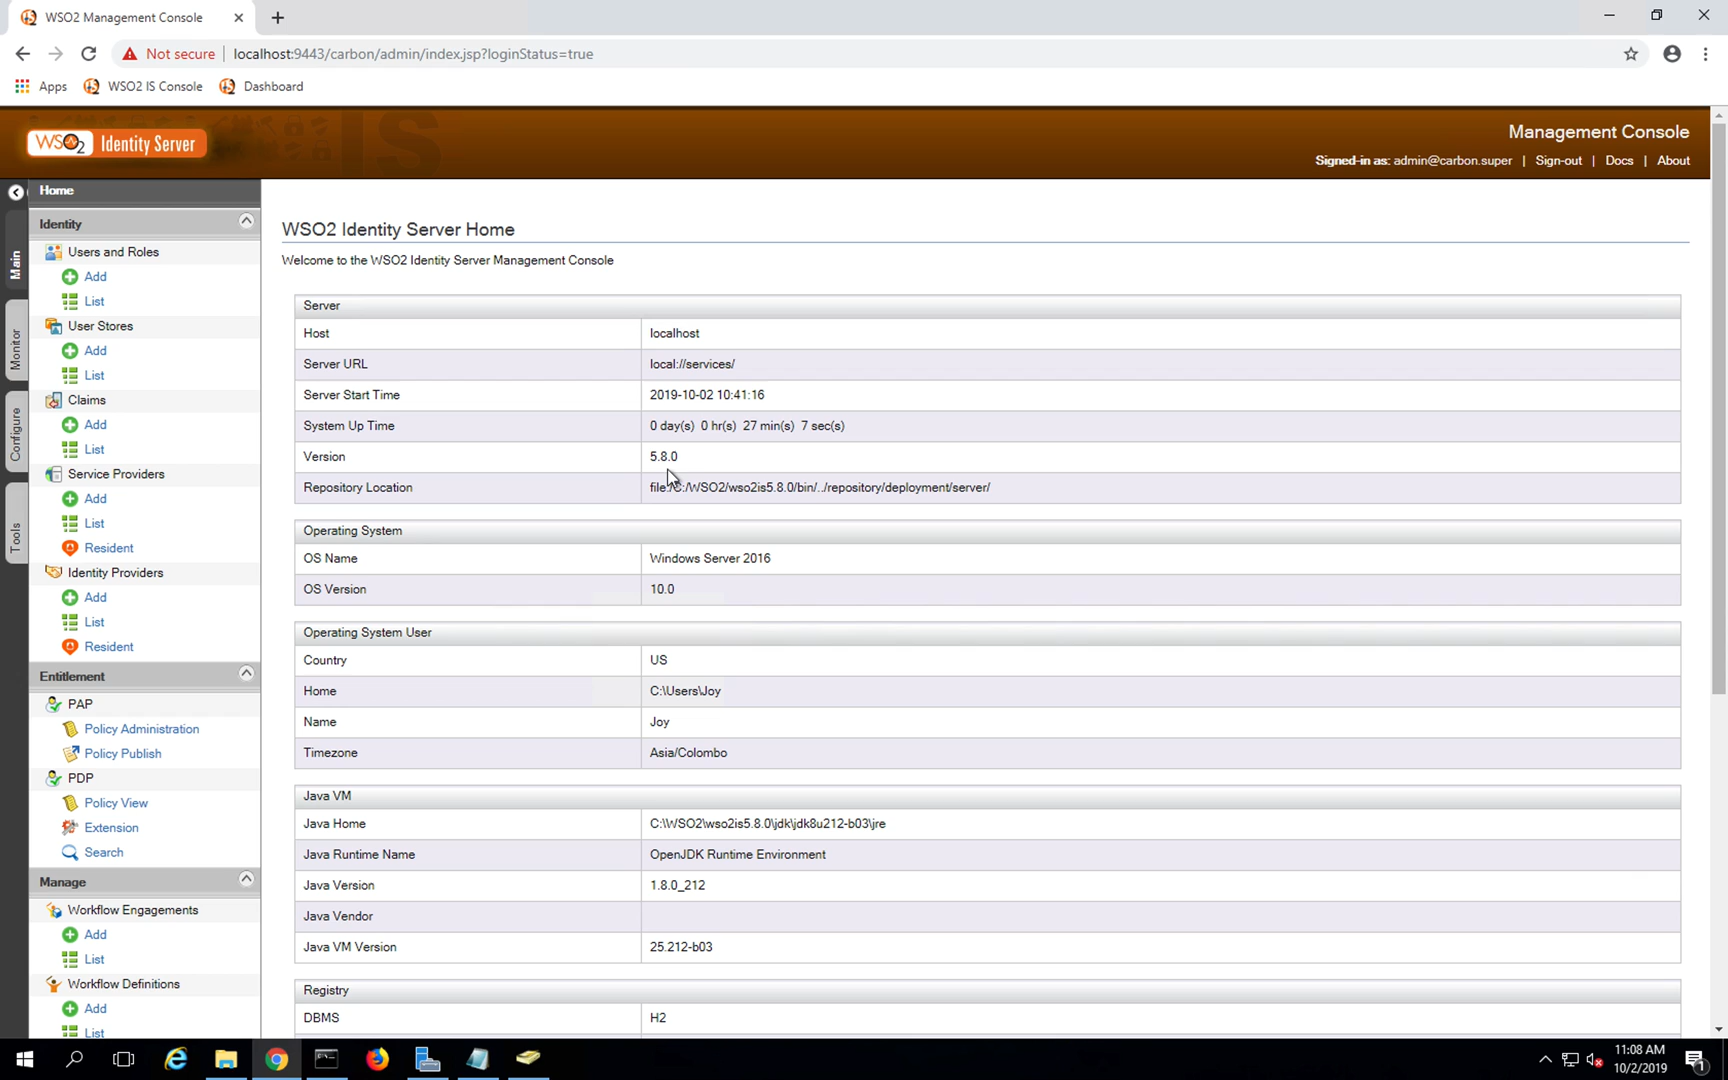 WSO2 Management Console
Not secure
localhost:9443/carbon/admin/index.jsp?loginStatus=true
Apps
WSO2 IS Console
Dashboard
WSO2 Identity Server
Management Console
Signed-in as: admin@carbon.super | Sign-out | Docs | About
Main
Monitor
Configure
Tools
Home
Identity
Users and Roles
Add
List
User Stores
Add
List
Claims
Add
List
Service Providers
Add
List
Resident
Identity Providers
Add
List
Resident
Entitlement
PAP
Policy Administration
Policy Publish
PDP
Policy View
Extension
Search
Manage
Workflow Engagements
Add
List
Workflow Definitions
Add
List
WSO2 Identity Server Home
Welcome to the WSO2 Identity Server Management Console
Server
Host localhost
Server URL local://services/
Server Start Time 2019-10-02 10:41:16
System Up Time 0 day(s) 0 hr(s) 27 min(s) 7 sec(s)
Version 5.8.0
Repository Location file:/C:/WSO2/wso2is5.8.0/bin/../repository/deployment/server/
Operating System
OS Name Windows Server 2016
OS Version 10.0
Operating System User
Country US
Home C:\Users\Joy
Name Joy
Timezone Asia/Colombo
Java VM
Java Home C:\WSO2\wso2is5.8.0\jdk\jdk8u212-b03\jre
Java Runtime Name OpenJDK Runtime Environment
Java Version 1.8.0_212
Java Vendor
Java VM Version 25.212-b03
Registry
DBMS H2
11:08 AM
10/2/2019
1